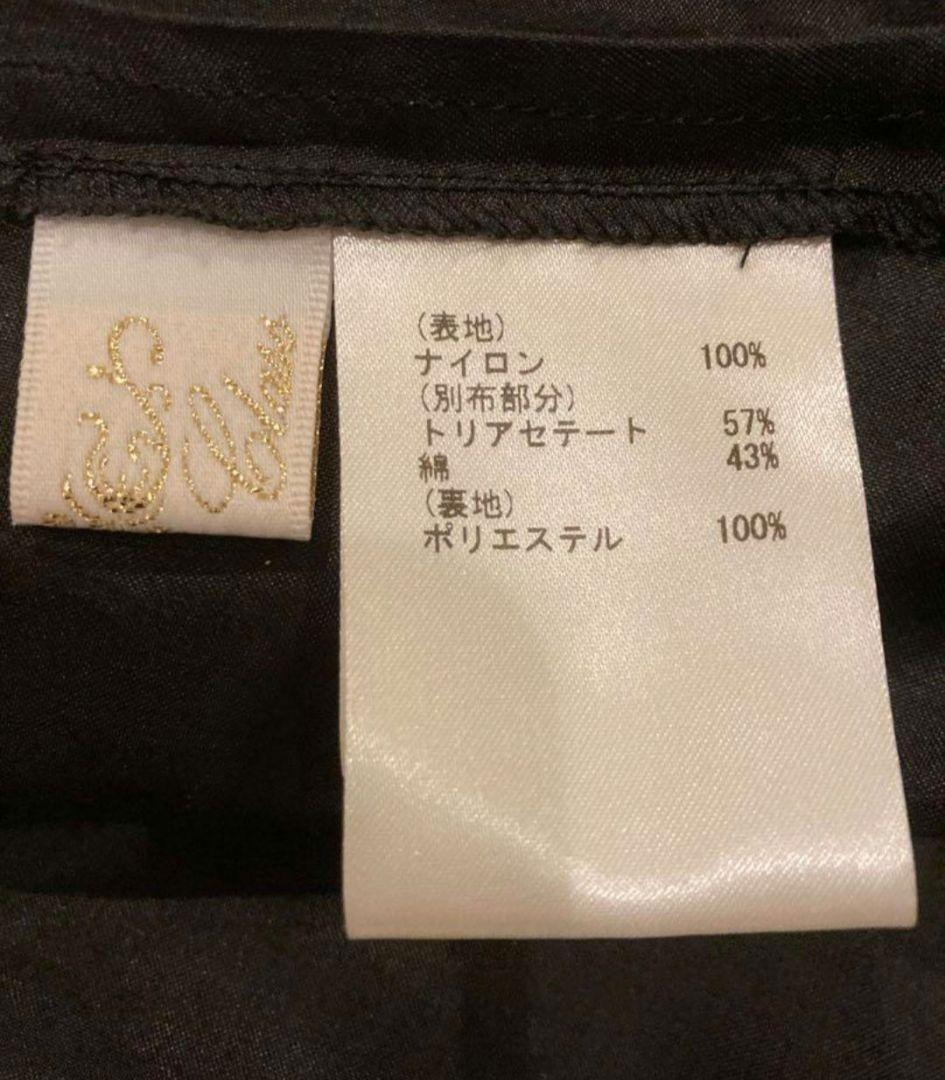 (表地)
ナイロン 100%
(別布部分)
トリアセテート 57%
綿 43%
(裏地)
ポリエステル 100%